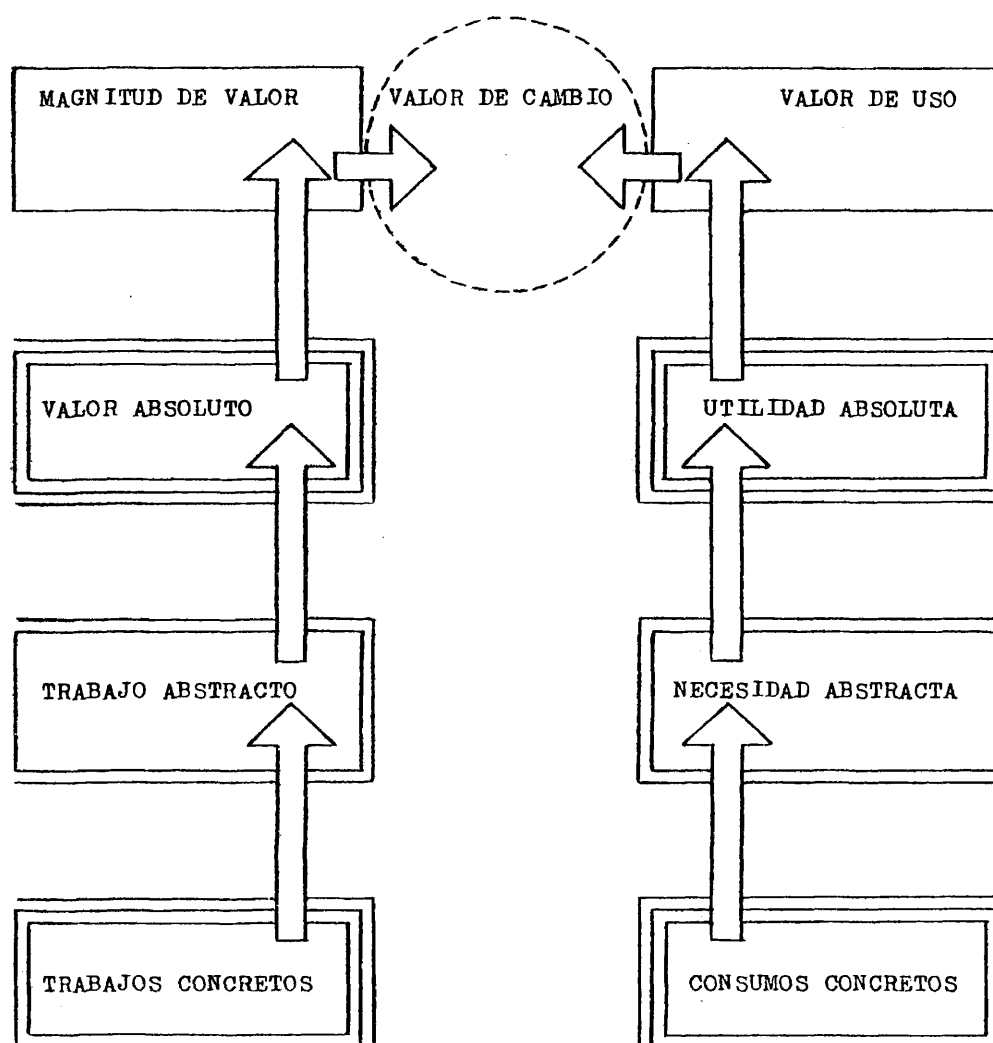 MAGNITUD DE VALOR
VALOR DE CAMBIO
VALOR DE USO
VALOR ABSOLUTO
UTILIDAD ABSOLUTA
TRABAJO ABSTRACTO
NECESIDAD ABSTRACTA
TRABAJOS CONCRETOS
CONSUMOS CONCRETOS